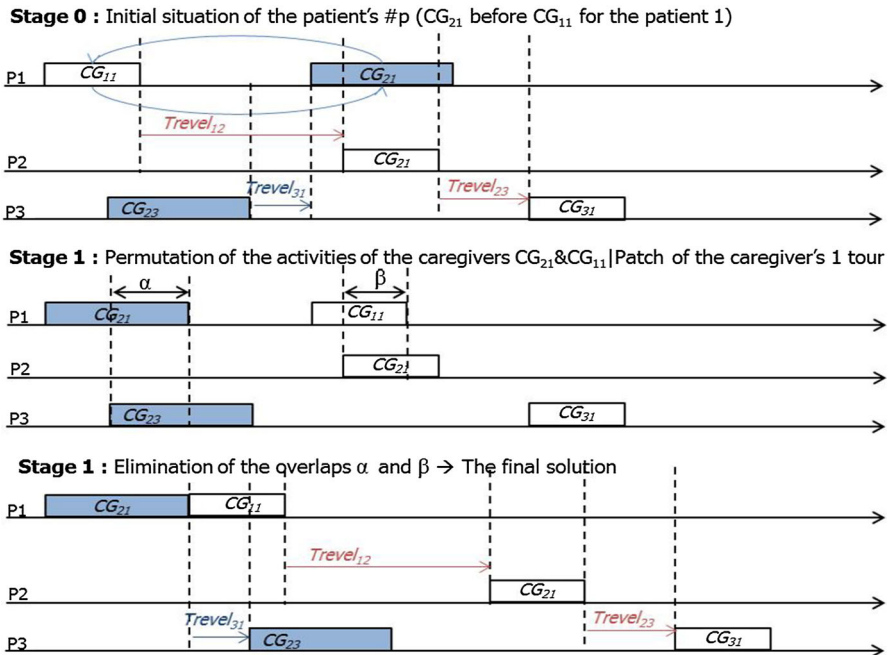 Stage 0 : Initial situation of the patient's #p (CG21 before CG11 for the patient 1)
P1 CG11 CG21
Trevel12
P2 CG21
Trevel31 Trevel23
P3 CG23 CG31
Stage 1 : Permutation of the activities of the caregivers CG21&CG11|Patch of the caregiver's 1 tour
α β
P1 CG21 CG11
P2 CG21
P3 CG23 CG31
Stage 1 : Elimination of the overlaps α and β → The final solution
P1 CG21 CG11
Trevel12
P2 CG21
Trevel31 Trevel23
P3 CG23 CG31